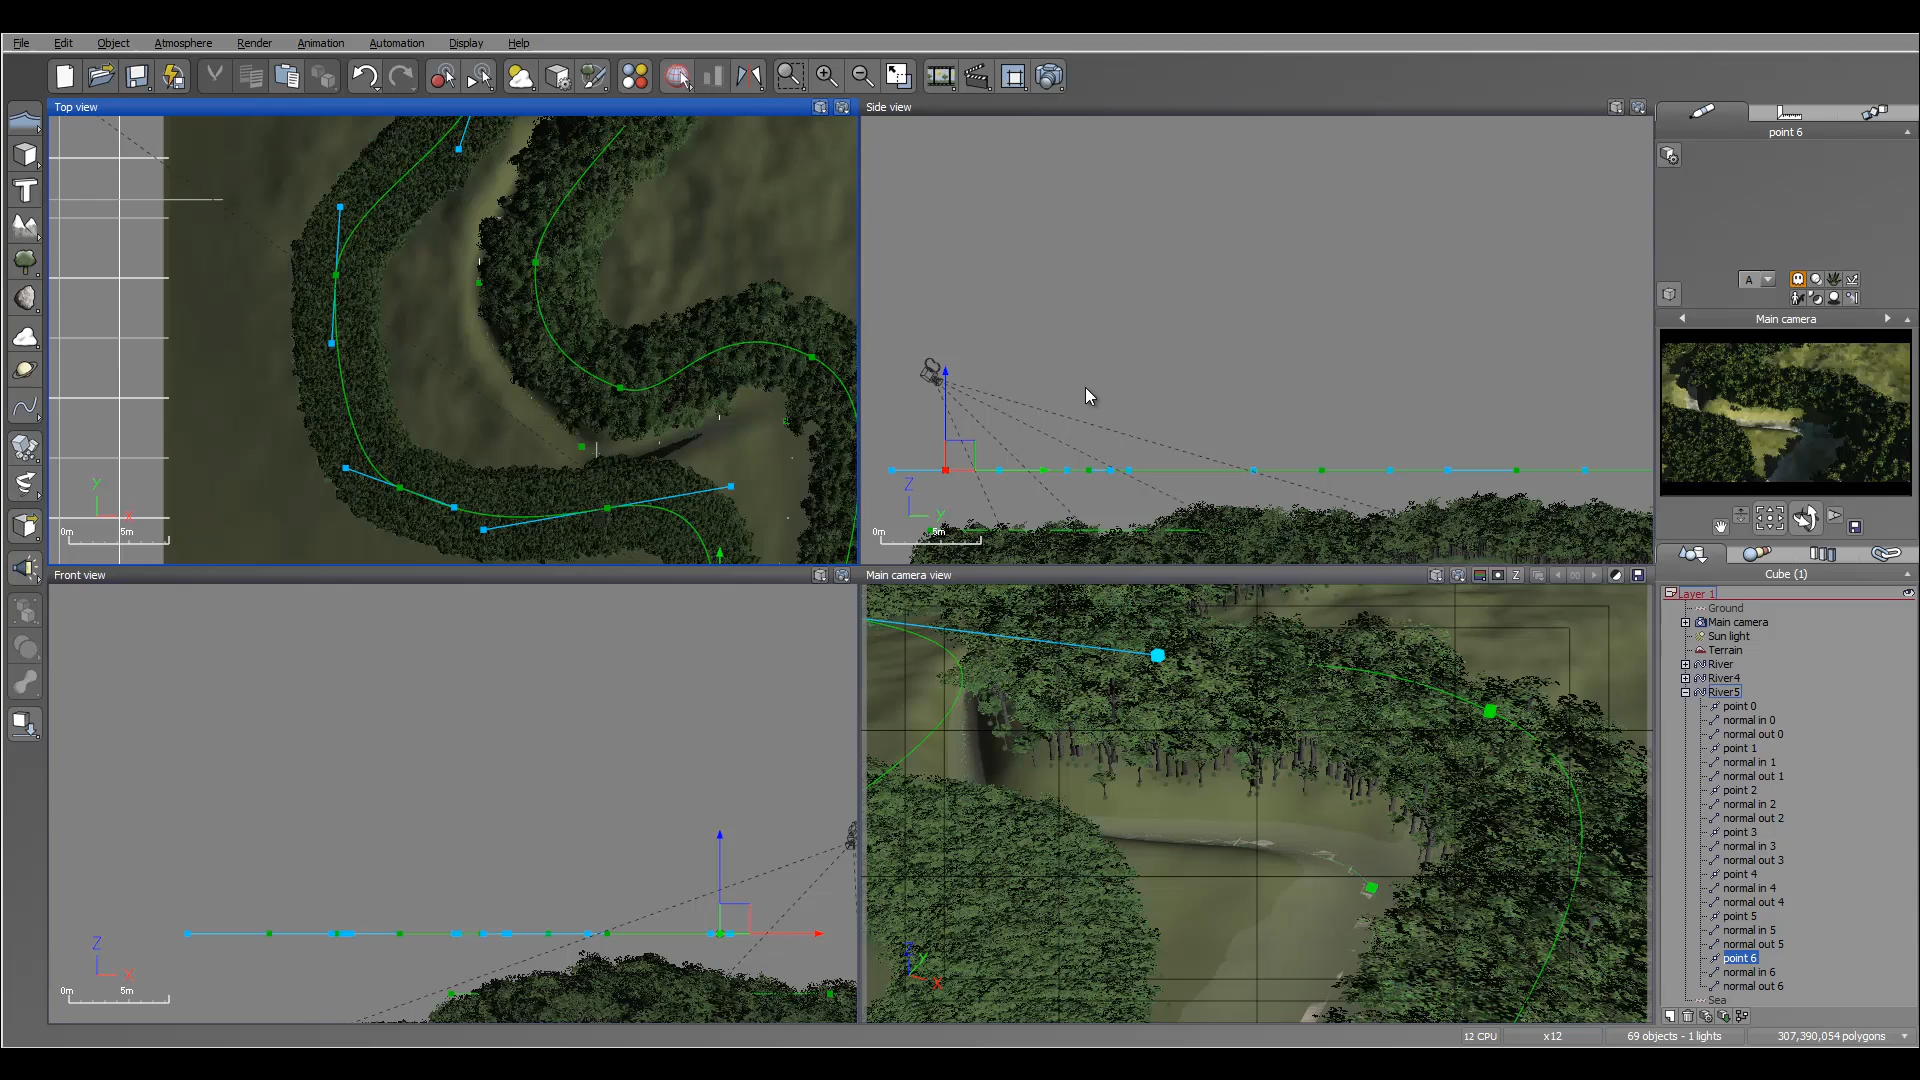 File Edit Object Atmosphere Render Animation Automation Display Help
Top view
Side view
point 6
A
Main camera
Y
X
0m 5m
Z
Y
0m 5m
Front view
Main camera view
Z
Cube (1)
Layer 1
Ground
Main camera
Sun light
Terrain
River
River4
River5
point 0
normal in 0
normal out 0
point 1
normal in 1
normal out 1
point 2
normal in 2
normal out 2
point 3
normal in 3
normal out 3
point 4
normal in 4
normal out 4
point 5
normal in 5
normal out 5
point 6
normal in 6
normal out 6
Sea
Z
X
0m 5m
Z
Y
X
12 CPU x12 69 objects - 1 lights 307,390,054 polygons